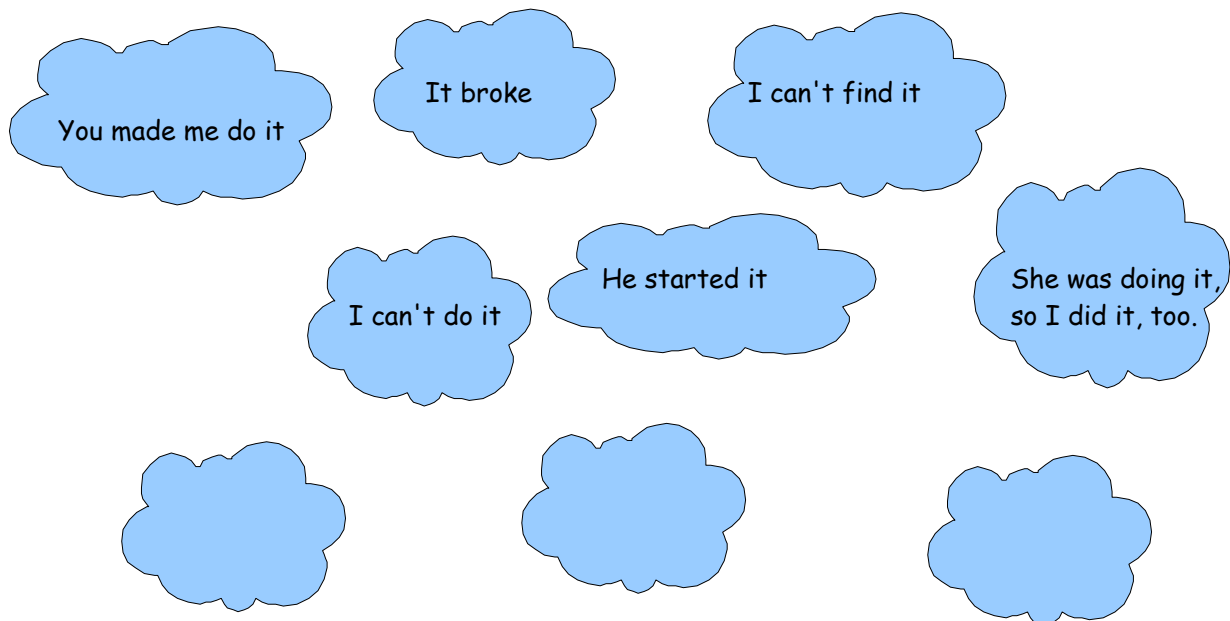 You made me do it
It broke
I can't find it
I can't do it
He started it
She was doing it,
so I did it, too.